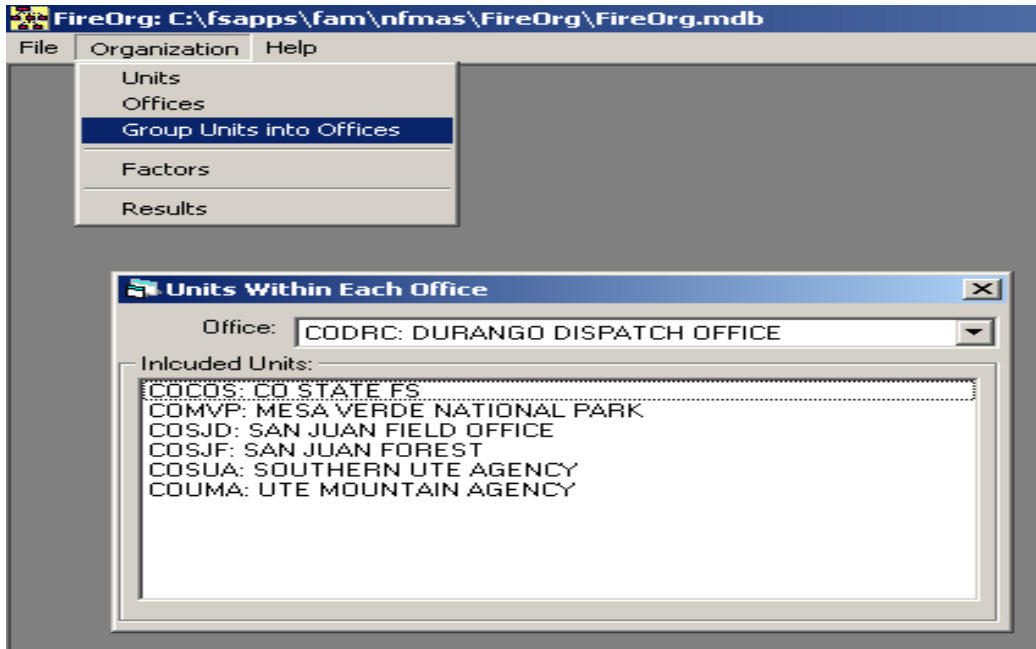 FireOrg: C:\fsapps\fam\nfmas\FireOrg\FireOrg.mdb
File Organization Help
Units
Offices
Group Units into Offices
Factors
Results
Units Within Each Office
Office: CODRC: DURANGO DISPATCH OFFICE
Inlcuded Units:
COCOS: CO STATE FS
COMVP: MESA VERDE NATIONAL PARK
COSJD: SAN JUAN FIELD OFFICE
COSJF: SAN JUAN FOREST
COSUA: SOUTHERN UTE AGENCY
COUMA: UTE MOUNTAIN AGENCY